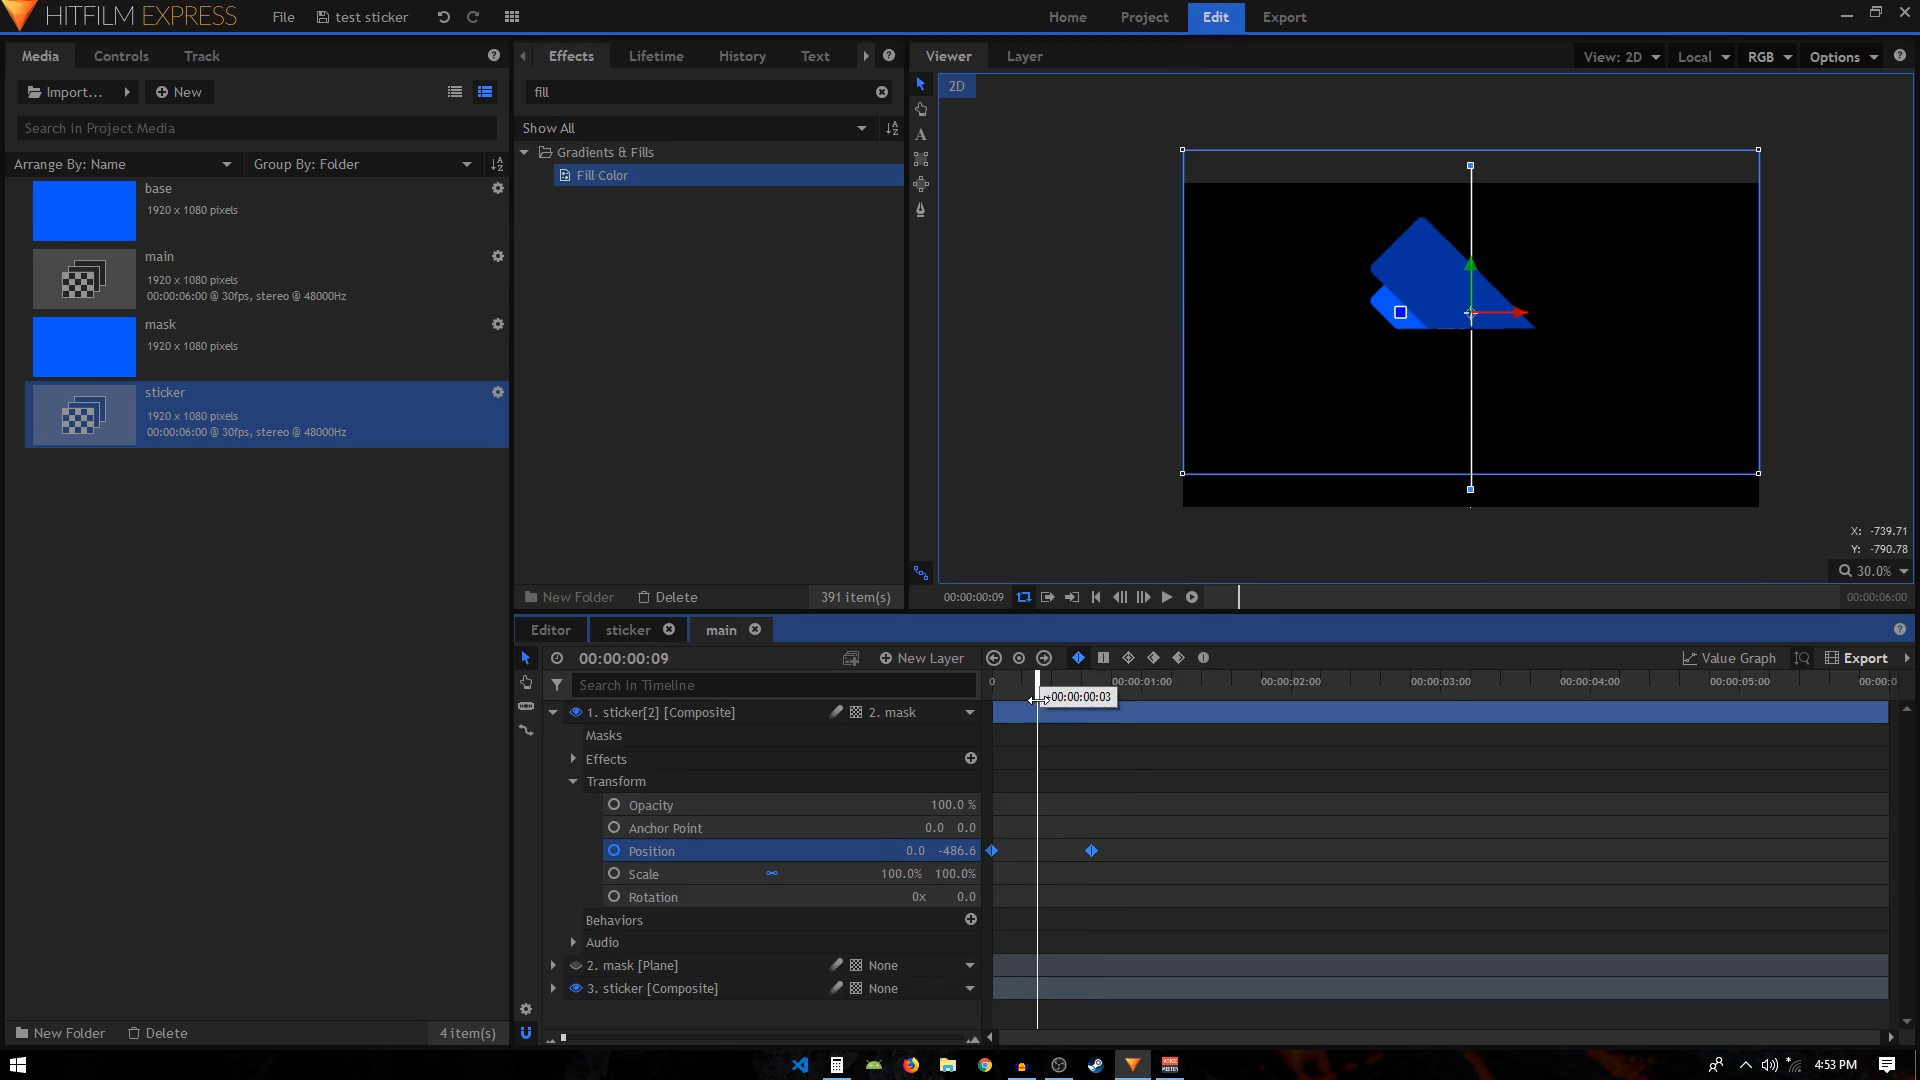 HITFILM EXPRESS
File
test sticker
Home
Project
Edit
Export
Media
Controls
Track
Import...
New
Search in Project Media
Arrange By: Name
Group By: Folder
base
1920 x 1080 pixels
main
1920 x 1080 pixels
00:00:06:00 @ 30fps, stereo @ 48000Hz
mask
1920 x 1080 pixels
sticker
1920 x 1080 pixels
00:00:06:00 @ 30fps, stereo @ 48000Hz
New Folder
Delete
4 item(s)
Effects
Lifetime
History
Text
fill
Show All
Gradients & Fills
Fill Color
New Folder
Delete
391 item(s)
Viewer
Layer
View: 2D
Local
RGB
Options
2D
X: -739.71
Y: -790.78
30.0%
00:00:00:09
00:00:06:00
Editor
sticker
main
00:00:00:09
New Layer
Value Graph
Export
Search in Timeline
0
00:00:01:00
00:00:02:00
00:00:03:00
00:00:04:00
00:00:05:00
00:00:0
00:00:00:03
1. sticker[2] [Composite]
2. mask
Masks
Effects
Transform
Opacity
100.0 %
Anchor Point
0.0 0.0
Position
0.0 -486.6
Scale
100.0% 100.0%
Rotation
0x 0.0
Behaviors
Audio
2. mask [Plane]
None
3. sticker [Composite]
None
4:53 PM